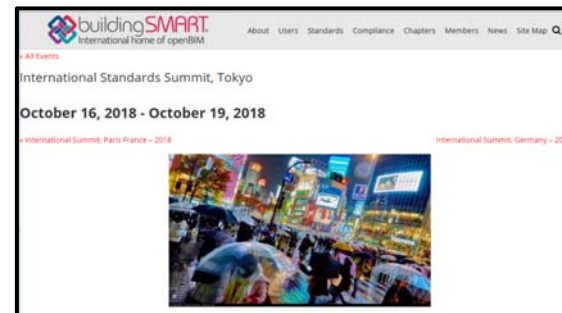 buildingSMART.
International home of openBIM
About Users Standards Compliance Chapters Members News Site Map
« All Events
International Standards Summit, Tokyo
October 16, 2018 - October 19, 2018
« International Summit, Paris France – 2018
International Summit, Germany – 20